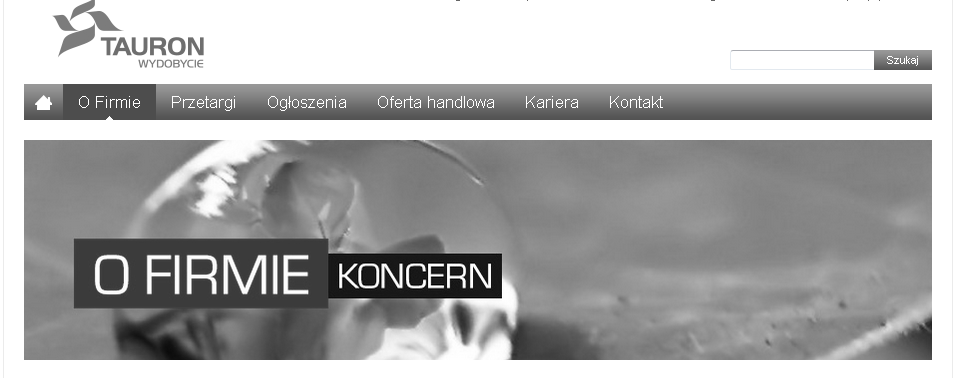 TAURON
WYDOBYCIE
Szukaj
O Firmie Przetargi Ogłoszenia Oferta handlowa Kariera Kontakt
O FIRMIE KONCERN